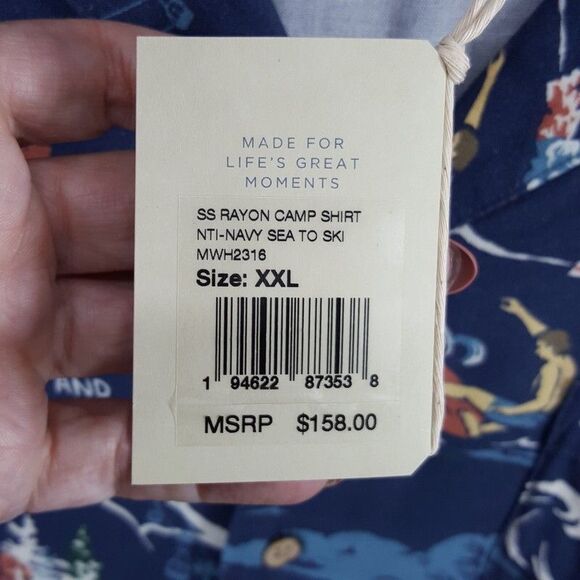 MADE FOR
LIFE'S GREAT
MOMENTS
SS RAYON CAMP SHIRT
NTI-NAVY SEA TO SKI
MWH2316
Size: XXL
1 94622 87353 8
MSRP $158.00
AND